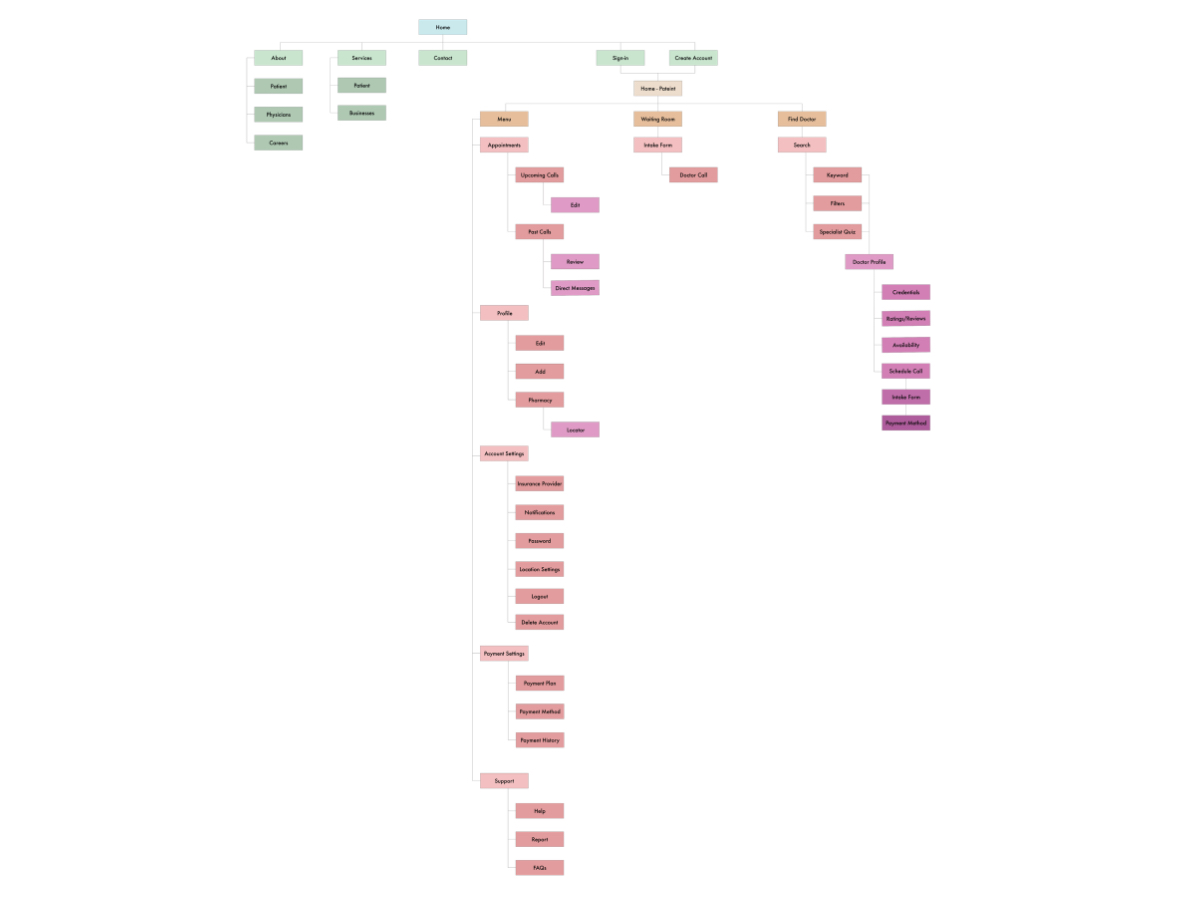 Home
About
Services
Contact
Sign-in
Create Account
Patient
Physicians
Careers
Patient
Businesses
Home - Pateint
Menu
Waiting Room
Find Doctor
Appointments
Upcoming Calls
Edit
Past Calls
Review
Direct Messages
Profile
Edit
Add
Pharmacy
Locator
Account Settings
Insurance Provider
Notifications
Password
Location Settings
Logout
Delete Account
Payment Settings
Payment Plan
Payment Method
Payment History
Support
Help
Report
FAQs
Intake Form
Doctor Call
Search
Keyword
Filters
Specialist Quiz
Doctor Profile
Credentials
Ratings/Reviews
Availability
Schedule Call
Intake Form
Payment Method